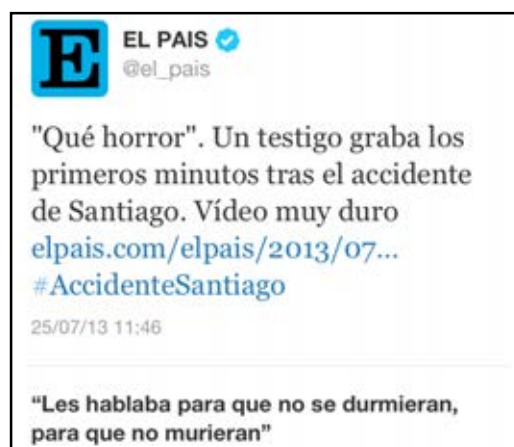 EL PAIS
@el_pais
"Qué horror". Un testigo graba los
primeros minutos tras el accidente
de Santiago. Vídeo muy duro
elpais.com/elpais/2013/07...
#AccidenteSantiago
25/07/13 11:46
“Les hablaba para que no se durmieran,
para que no murieran”